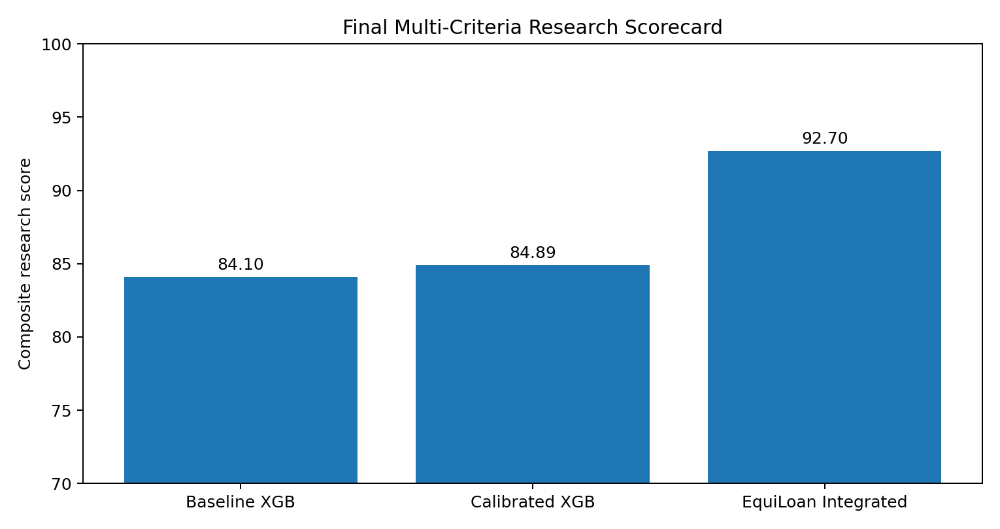 Final Multi-Criteria Research Scorecard
Composite research score
100
95
90
85
80
75
70
84.10
84.89
92.70
Baseline XGB
Calibrated XGB
EquiLoan Integrated